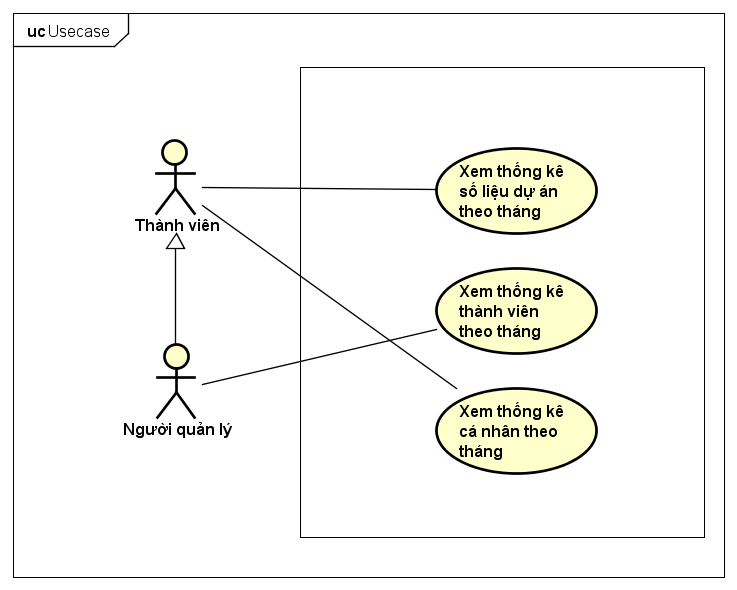 uc Usecase
Thành viên
Người quản lý
Xem thống kê
số liệu dự án
theo tháng
Xem thống kê
thành viên
theo tháng
Xem thống kê
cá nhân theo
tháng